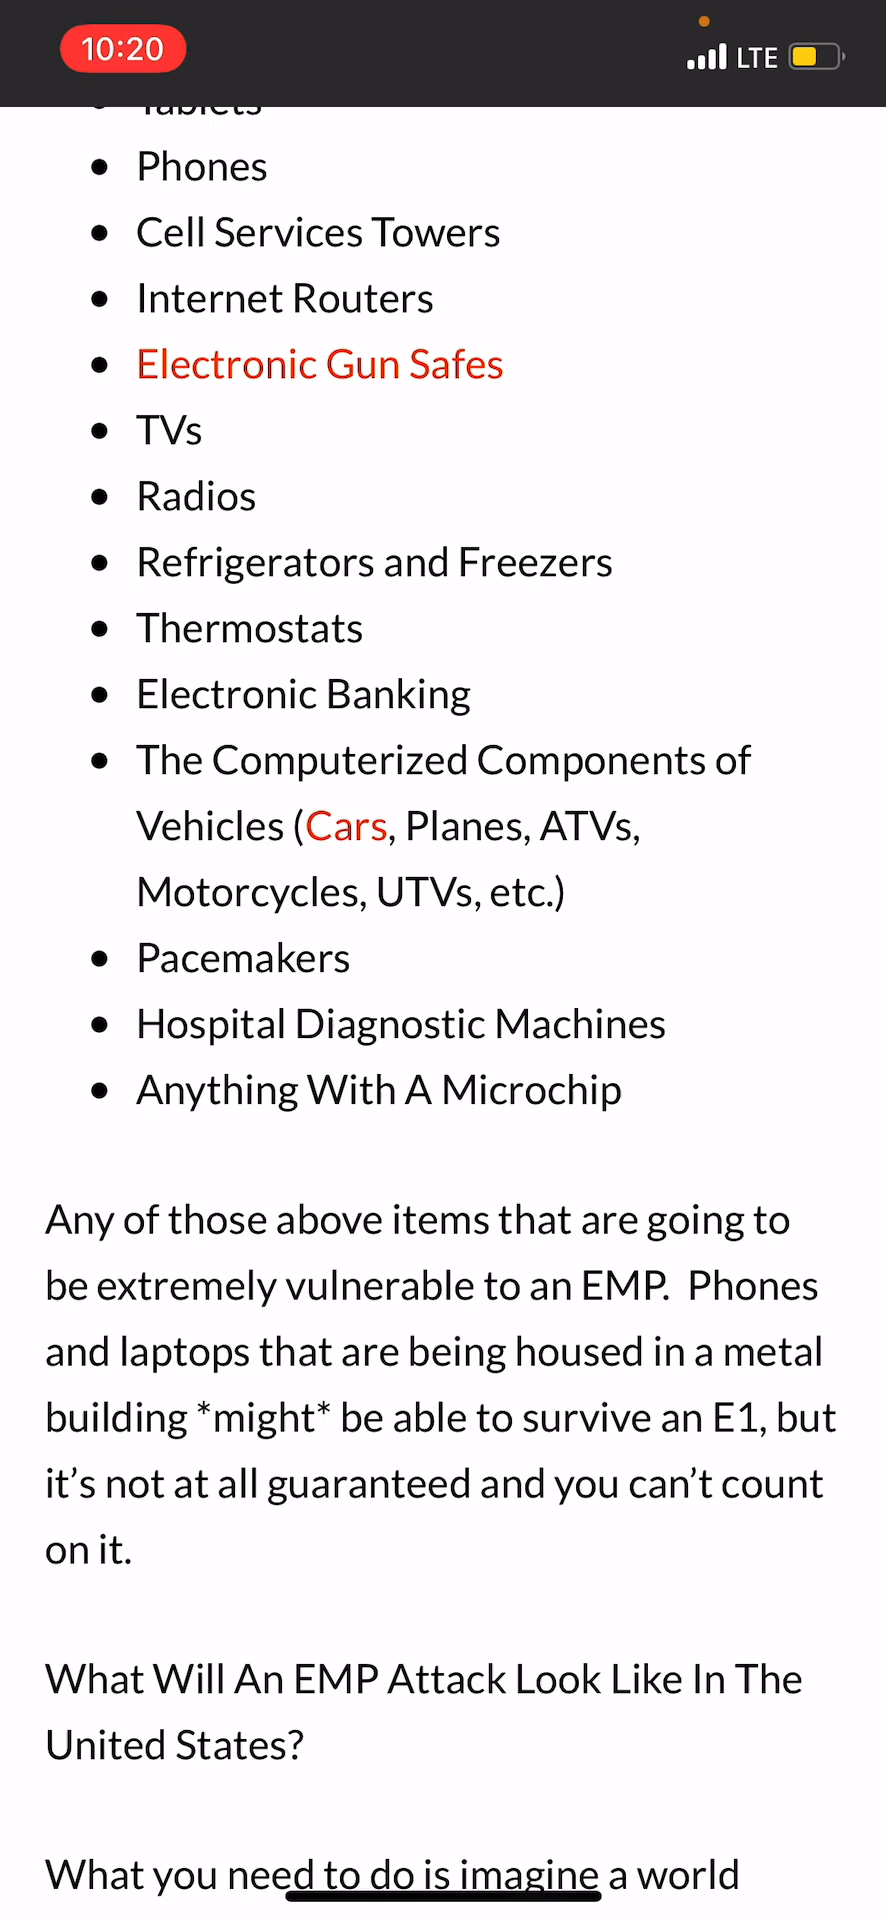 10:20
LTE
Tablets
• Phones
• Cell Services Towers
• Internet Routers
• Electronic Gun Safes
• TVs
• Radios
• Refrigerators and Freezers
• Thermostats
• Electronic Banking
• The Computerized Components of
Vehicles (Cars, Planes, ATVs,
Motorcycles, UTVs, etc.)
• Pacemakers
• Hospital Diagnostic Machines
• Anything With A Microchip
Any of those above items that are going to
be extremely vulnerable to an EMP.  Phones
and laptops that are being housed in a metal
building *might* be able to survive an E1, but
it’s not at all guaranteed and you can’t count
on it.
What Will An EMP Attack Look Like In The
United States?
What you need to do is imagine a world